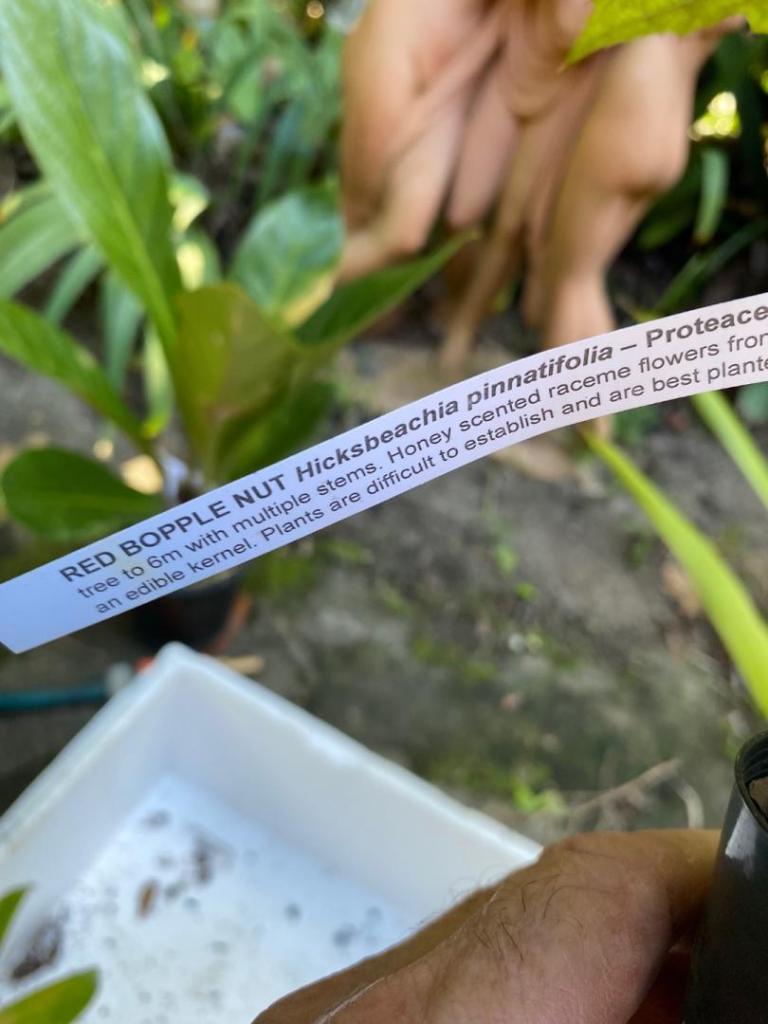 RED BOPPLE NUT Hicksbeachia pinnatifolia – Proteace
tree to 6m with multiple stems. Honey scented raceme flowers from
an edible kernel. Plants are difficult to establish and are best plante